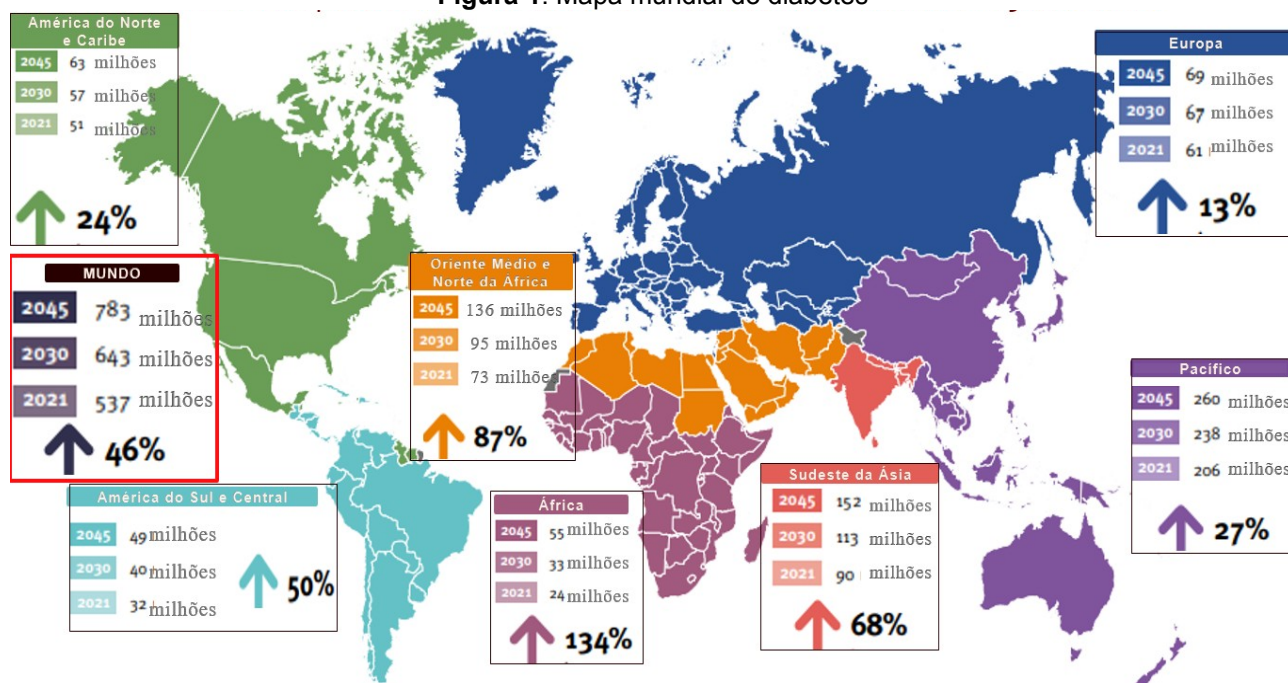 Figura 1. Mapa mundial do diabetes
América do Norte
e Caribe
2045 63 milhões
2030 57 milhões
2021 51 milhões
24%
Europa
2045 69 milhões
2030 67 milhões
2021 61 milhões
13%
MUNDO
2045 783 milhões
2030 643 milhões
2021 537 milhões
46%
Oriente Médio e
Norte da África
2045 136 milhões
2030 95 milhões
2021 73 milhões
87%
Pacífico
2045 260 milhões
2030 238 milhões
2021 206 milhões
27%
América do Sul e Central
2045 49 milhões
2030 40 milhões
2021 32 milhões
50%
África
2045 55 milhões
2030 33 milhões
2021 24 milhões
134%
Sudeste da Ásia
2045 152 milhões
2030 113 milhões
2021 90 milhões
68%